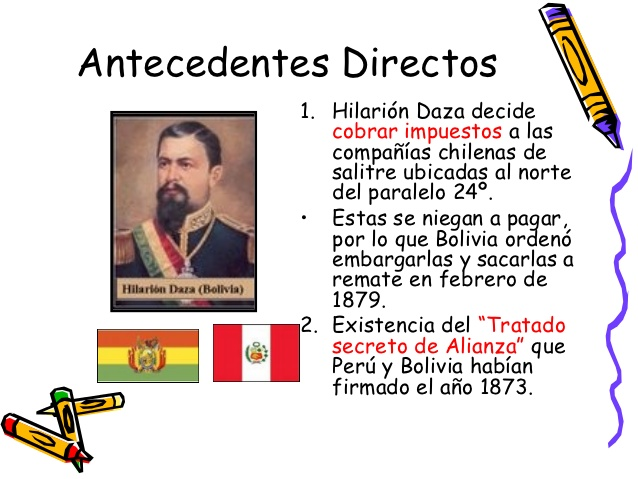 Antecedentes Directos
1. Hilarión Daza decide
cobrar impuestos a las
compañías chilenas de
salitre ubicadas al norte
del paralelo 24º.
• Estas se niegan a pagar,
por lo que Bolivia ordenó
embargarlas y sacarlas a
remate en febrero de
1879.
2. Existencia del “Tratado
secreto de Alianza” que
Perú y Bolivia habían
firmado el año 1873.
Hilarión Daza (Bolivia)